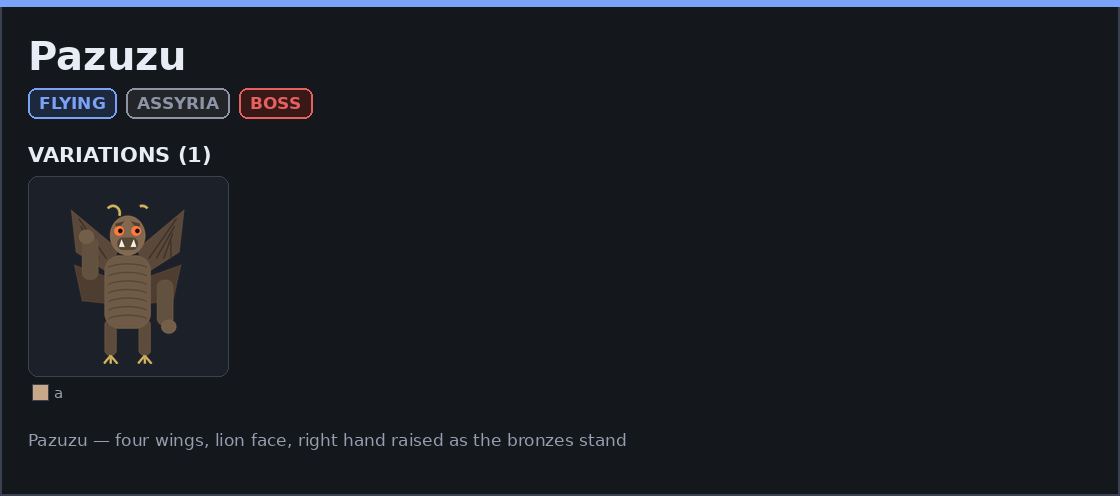 Pazuzu
FLYING ASSYRIA BOSS
VARIATIONS (1)
a
Pazuzu — four wings, lion face, right hand raised as the bronzes stand